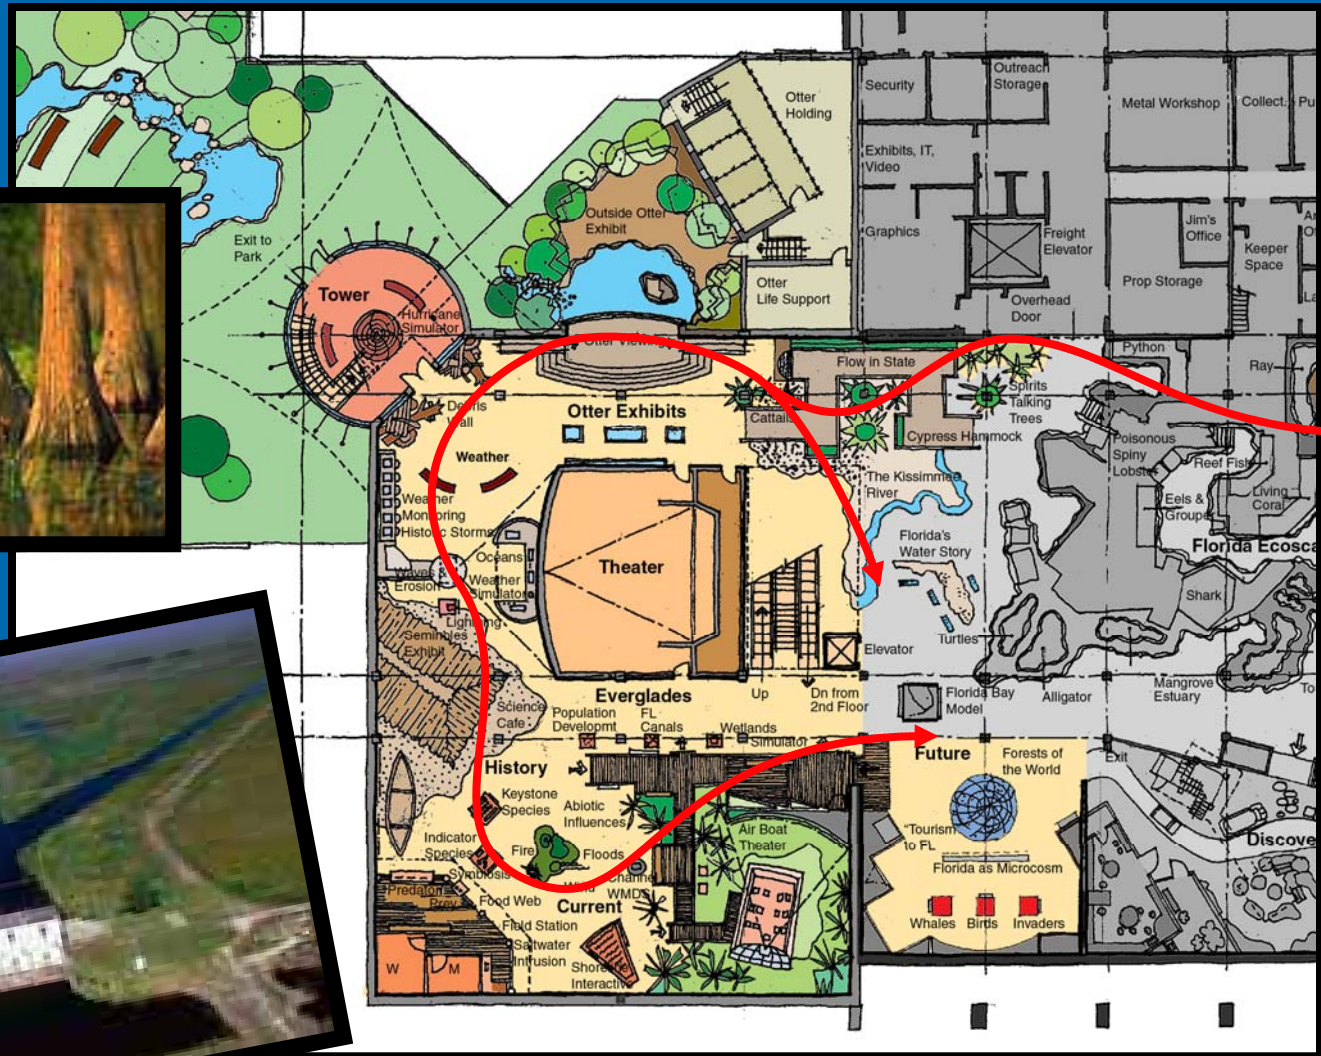 Security
Outreach
Storage
Metal Workshop
Collect.
Otter
Holding
Exhibits, IT,
Video
Graphics
Freight
Elevator
Jim's
Office
Keeper
Space
Prop Storage
Overhead
Door
Outside Otter
Exhibit
Otter
Life Support
Exit to
Park
Tower
Hurricane
Simulator
Otter Viewing
Flow in State
Python
Ray
Spirits
Talking
Trees
Debris
Wall
Otter Exhibits
Cattails
Cypress Hammock
Poisonous
Spiny
Lobster
Reef Fish
Weather
The Kissimmee
River
Eels &
Grouper
Living
Coral
Weather
Monitoring
Historic Storms
Florida's
Water Story
Florida Ecosca
Oceans
Waves &
Erosion
Weather
Simulator
Theater
Shark
Lightning
Seminoles
Exhibit
Turtles
Elevator
Everglades
Up
Dn from
2nd Floor
Florida Bay
Model
Alligator
Mangrove
Estuary
To
Science
Cafe
Population
Developmt
FL
Canals
Wetlands
Simulator
History
Future
Forests of
the World
Exit
Keystone
Species
Abiotic
Influences
Indicator
Species
Fire
Floods
Air Boat
Theater
"Tourism
to FL
Discove
Symbiosis
Wind
Channel
WMDS
Florida as Microcosm
Predator
Prey
Food Web
Current
Whales
Birds
Invaders
Field Station
Saltwater
Intrusion
Shoreline
Interactive
W
M